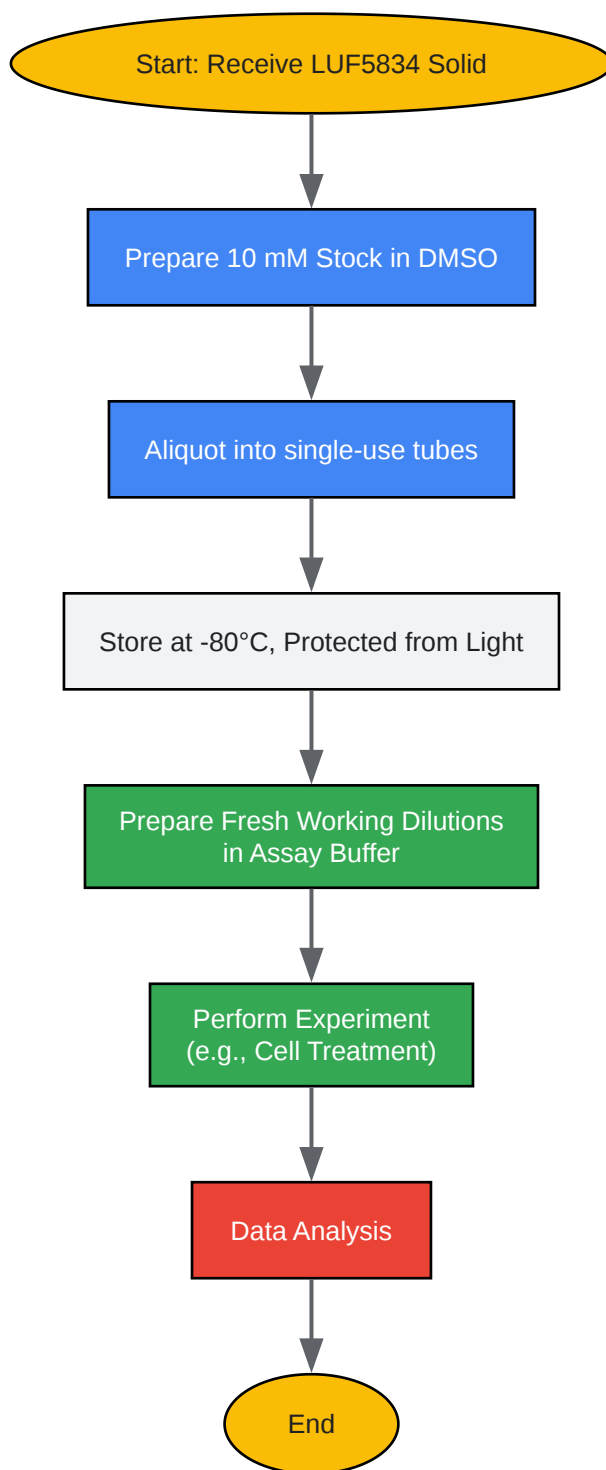 Start: Receive LUF5834 Solid
Prepare 10 mM Stock in DMSO
Aliquot into single-use tubes
Store at -80°C, Protected from Light
Prepare Fresh Working Dilutions
in Assay Buffer
Perform Experiment
(e.g., Cell Treatment)
Data Analysis
End